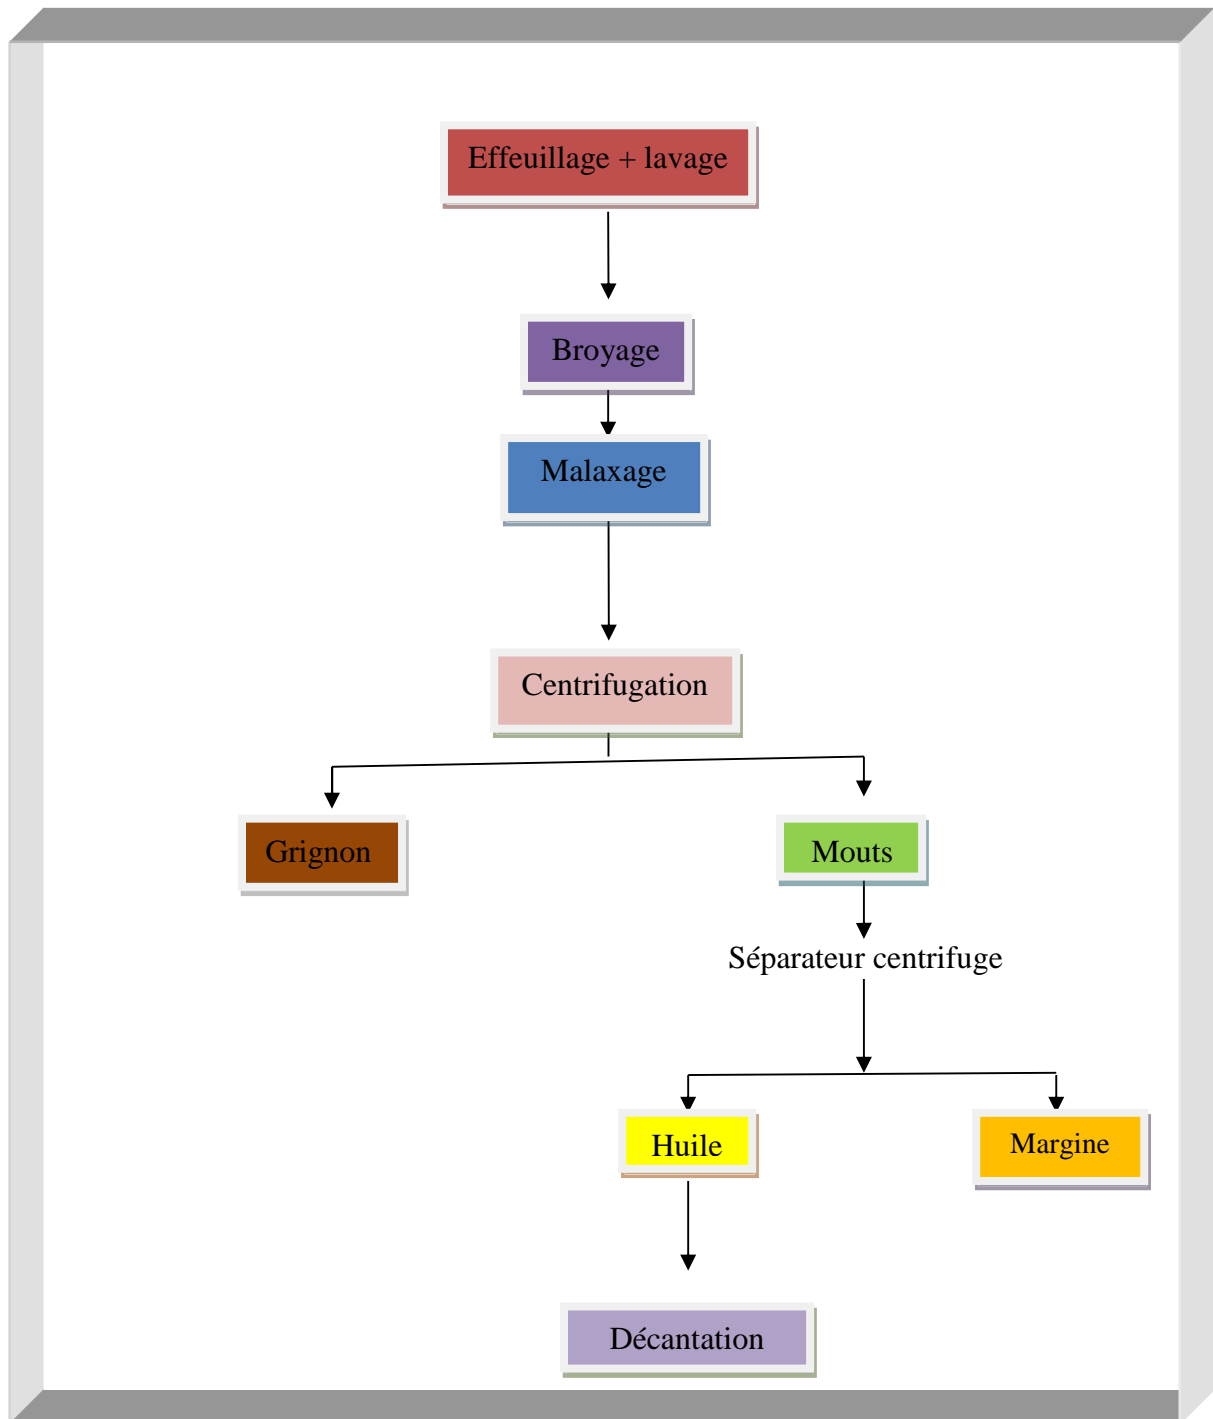 Effeuillage + lavage
Broyage
Malaxage
Centrifugation
Grignon
Mouts
Séparateur centrifuge
Huile
Margine
Décantation